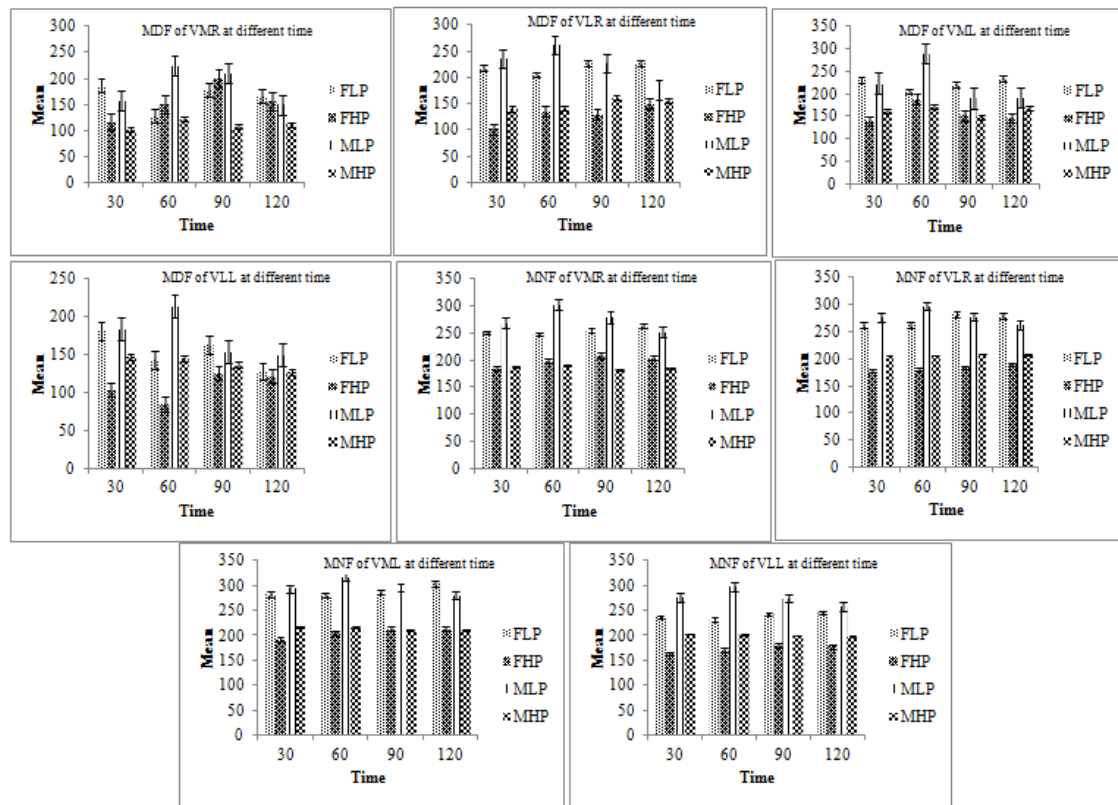 MDF of VMR at different time
300
250
200
150
100
50
0
Mean
30 60 90 120
Time
FLP
FHP
MLP
MHP
MDF of VLR at different time
300
250
200
150
100
50
0
Mean
30 60 90 120
Time
FLP
FHP
MLP
MHP
MDF of VML at different time
350
300
250
200
150
100
50
0
Mean
30 60 90 120
Time
FLP
FHP
MLP
MHP
MDF of VLL at different time
250
200
150
100
50
0
Mean
30 60 90 120
Time
FLP
FHP
MLP
MHP
MNF of VMR at different time
350
300
250
200
150
100
50
0
Mean
30 60 90 120
Time
FLP
FHP
MLP
MHP
MNF of VLR at different time
350
300
250
200
150
100
50
0
Mean
30 60 90 120
Time
FLP
FHP
MLP
MHP
MNF of VML at different time
350
300
250
200
150
100
50
0
Mean
30 60 90 120
Time
FLP
FHP
MLP
MHP
MNF of VLL at different time
350
300
250
200
150
100
50
0
Mean
30 60 90 120
Time
FLP
FHP
MLP
MHP